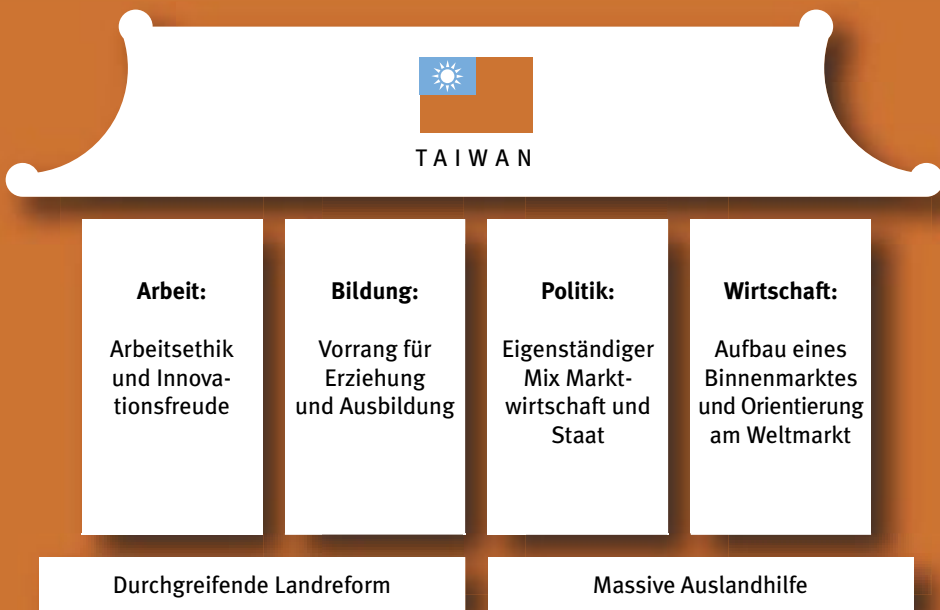 TAIWAN
Arbeit:
Arbeitsethik
und Innova-
tionsfreude
Bildung:
Vorrang für
Erziehung
und Ausbildung
Politik:
Eigenständiger
Mix Markt-
wirtschaft und
Staat
Wirtschaft:
Aufbau eines
Binnenmarktes
und Orientierung
am Weltmarkt
Durchgreifende Landreform
Massive Auslandhilfe